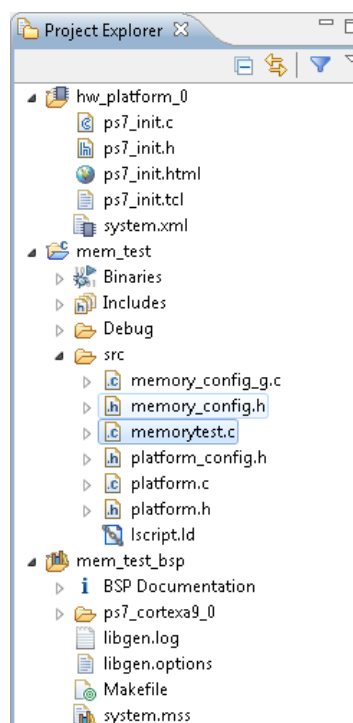 Project Explorer
hw_platform_0
ps7_init.c
ps7_init.h
ps7_init.html
ps7_init.tcl
system.xml
mem_test
Binaries
Includes
Debug
src
memory_config_g.c
memory_config.h
memorytest.c
platform_config.h
platform.c
platform.h
lscript.ld
mem_test_bsp
BSP Documentation
ps7_cortexa9_0
libgen.log
libgen.options
Makefile
system.mss